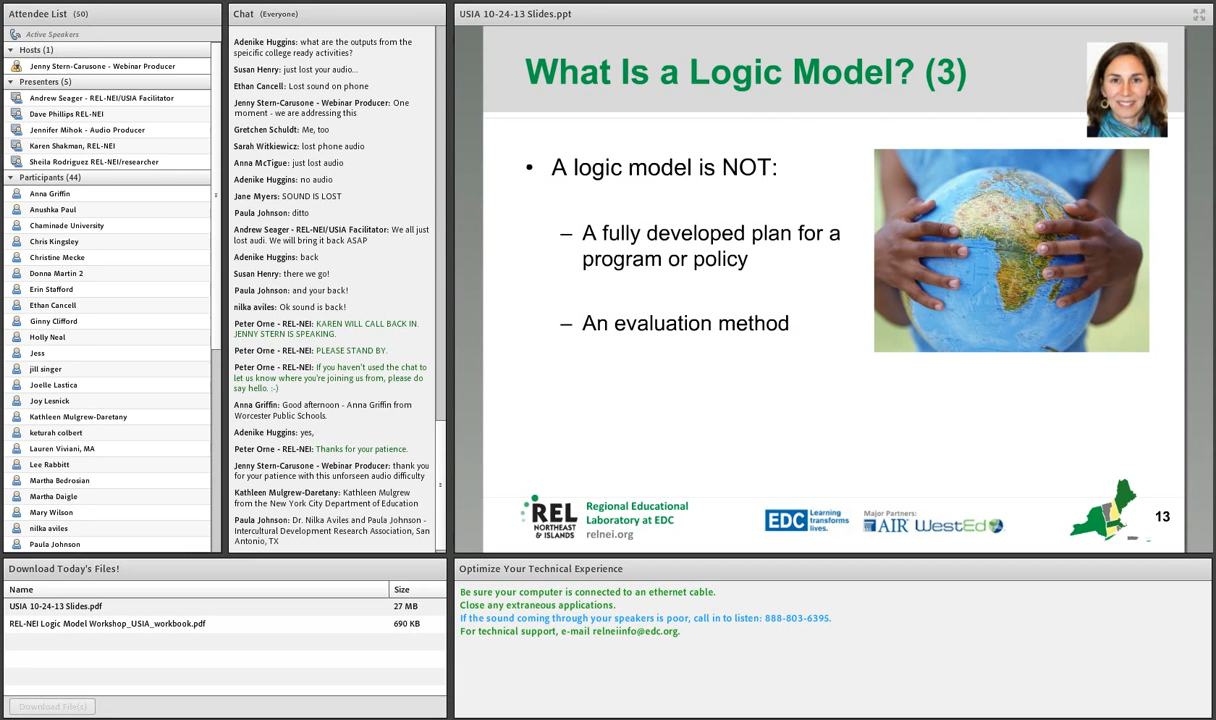 Attendee List (50)
Active Speakers
Hosts (1)
Jenny Stern-Carusone - Webinar Producer
Presenters (5)
Andrew Seager - REL-NEI/USIA Facilitator
Dave Phillips REL-NEI
Jennifer Mihok - Audio Producer
Karen Shakman, REL-NEI
Sheila Rodriguez REL-NEI/researcher
Participants (44)
Anna Griffin
Anushka Paul
Chaminade University
Chris Kingsley
Christine Mecke
Donna Martin 2
Erin Stafford
Ethan Cancell
Ginny Clifford
Holly Neal
Jess
jill singer
Joelle Lastica
Joy Lesnick
Kathleen Mulgrew-Daretany
keturah colbert
Lauren Viviani, MA
Lee Rabbitt
Martha Bedrosian
Martha Daigle
Mary Wilson
nilka aviles
Paula Johnson
Chat (Everyone)
Adenike Huggins: what are the outputs from the
speicific college ready activities?
Susan Henry: just lost your audio...
Ethan Cancell: Lost sound on phone
Jenny Stern-Carusone - Webinar Producer: One
moment - we are addressing this
Gretchen Schuldt: Me, too
Sarah Witkiewicz: lost phone audio
Anna McTigue: just lost audio
Adenike Huggins: no audio
Jane Myers: SOUND IS LOST
Paula Johnson: ditto
Andrew Seager - REL-NEI/USIA Facilitator: We all just
lost audi. We will bring it back ASAP
Adenike Huggins: back
Susan Henry: there we go!
Paula Johnson: and your back!
nilka aviles: Ok sound is back!
Peter Orne - REL-NEI: KAREN WILL CALL BACK IN.
JENNY STERN IS SPEAKING.
Peter Orne - REL-NEI: PLEASE STAND BY.
Peter Orne - REL-NEI: If you haven't used the chat to
let us know where you're joining us from, please do
say hello. :-)
Anna Griffin: Good afternoon - Anna Griffin from
Worcester Public Schools.
Adenike Huggins: yes,
Peter Orne - REL-NEI: Thanks for your patience.
Jenny Stern-Carusone - Webinar Producer: thank you
for your patience with this unforseen audio difficulty
Kathleen Mulgrew-Daretany: Kathleen Mulgrew
from the New York City Department of Education
Paula Johnson: Dr. Nilka Aviles and Paula Johnson -
Intercultural Development Research Association, San
Antonio, TX
USIA 10-24-13 Slides.ppt
What Is a Logic Model? (3)
• A logic model is NOT:
– A fully developed plan for a
program or policy
– An evaluation method
REL
NORTHEAST
& ISLANDS
Regional Educational
Laboratory at EDC
relnei.org
EDC
Learning
transforms
lives.
Major Partners:
AIR WestEd
13
Download Today's Files!
Name Size
USIA 10-24-13 Slides.pdf 27 MB
REL-NEI Logic Model Workshop_USIA_workbook.pdf 690 KB
Download File(s)
Optimize Your Technical Experience
Be sure your computer is connected to an ethernet cable.
Close any extraneous applications.
If the sound coming through your speakers is poor, call in to listen: 888-803-6395.
For technical support, e-mail relneiinfo@edc.org.